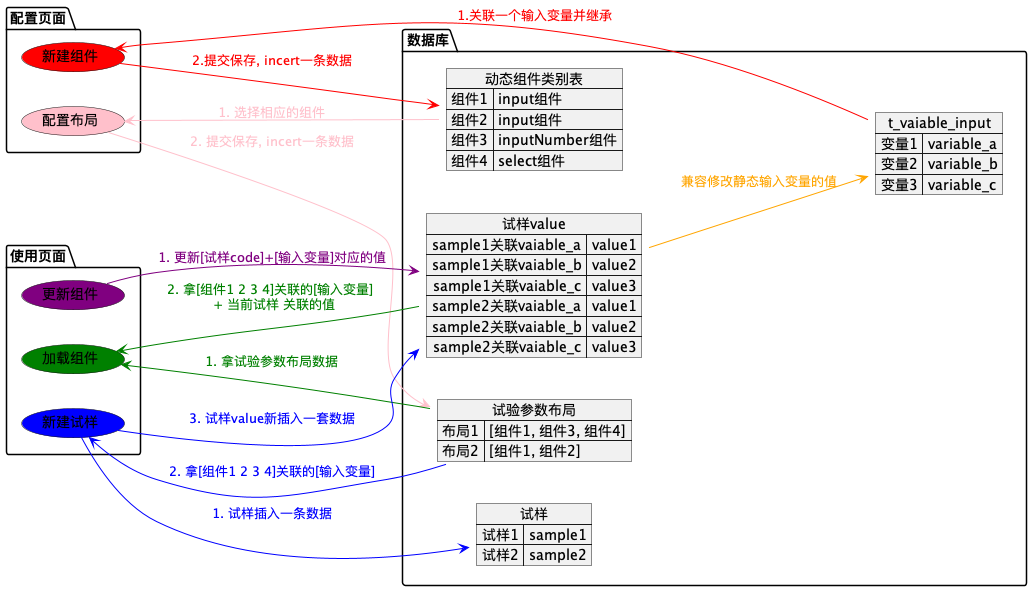 配置页面
新建组件
配置布局
1.关联一个输入变量并继承
2.提交保存, incert一条数据
1. 选择相应的组件
2. 提交保存, incert一条数据
数据库
动态组件类别表
组件1 input组件
组件2 input组件
组件3 inputNumber组件
组件4 select组件
t_vaiable_input
变量1 variable_a
变量2 variable_b
变量3 variable_c
兼容修改静态输入变量的值
试样value
sample1关联vaiable_a value1
sample1关联vaiable_b value2
sample1关联vaiable_c value3
sample2关联vaiable_a value1
sample2关联vaiable_b value2
sample2关联vaiable_c value3
使用页面
更新组件
加载组件
新建试样
1. 更新[试样code]+[输入变量]对应的值
2. 拿[组件1 2 3 4]关联的[输入变量]
+ 当前试样 关联的值
1. 拿试验参数布局数据
3. 试样value新插入一套数据
2. 拿[组件1 2 3 4]关联的[输入变量]
1. 试样插入一条数据
试验参数布局
布局1 [组件1, 组件3, 组件4]
布局2 [组件1, 组件2]
试样
试样1 sample1
试样2 sample2